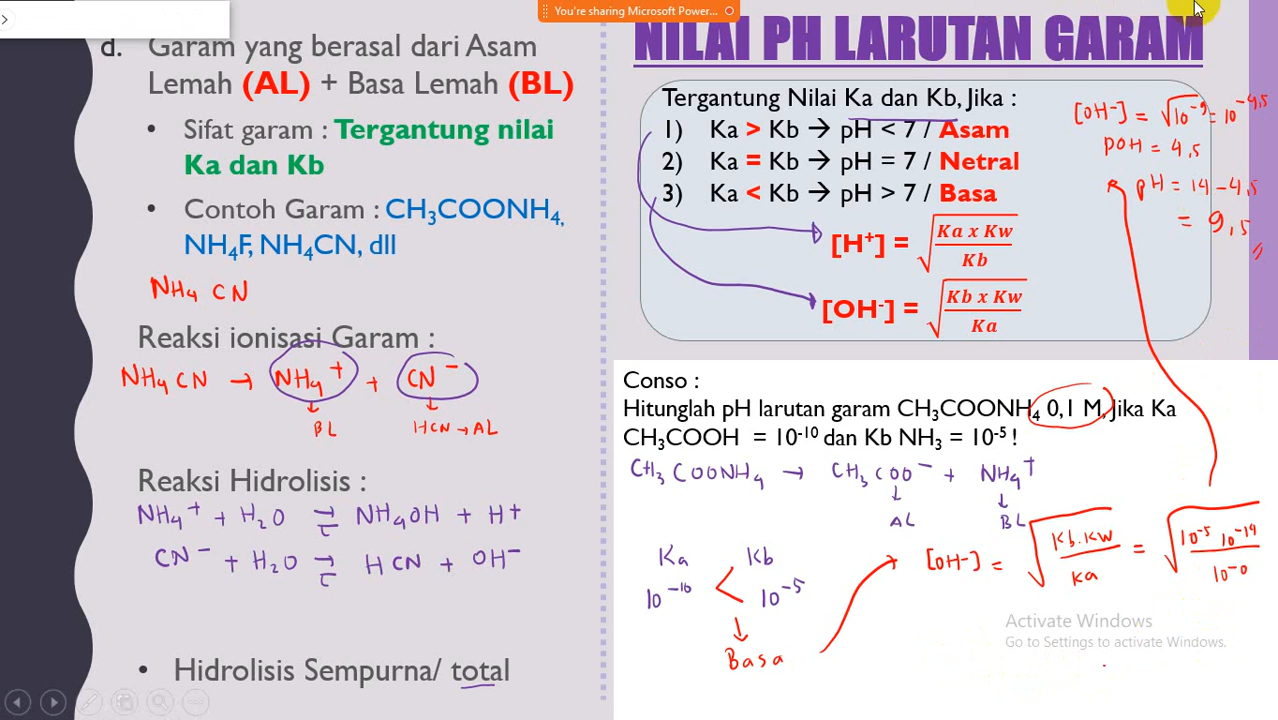 You're sharing Microsoft Power...
d. Garam yang berasal dari Asam
Lemah (AL) + Basa Lemah (BL)
• Sifat garam : Tergantung nilai
Ka dan Kb
• Contoh Garam : CH₃COONH₄,
NH₄F, NH₄CN, dll
NH₄ CN
Reaksi ionisasi Garam :
NH₄CN → NH₄⁺ + CN⁻
BL HCN → AL
Reaksi Hidrolisis :
NH₄⁺ + H₂O ⇌ NH₄OH + H⁺
CN⁻ + H₂O ⇌ HCN + OH⁻
• Hidrolisis Sempurna/ total
NILAI PH LARUTAN GARAM
Tergantung Nilai Ka dan Kb, Jika :
1) Ka > Kb → pH < 7 / Asam
2) Ka = Kb → pH = 7 / Netral
3) Ka < Kb → pH > 7 / Basa
[H⁺] = √(Ka x Kw / Kb)
[OH⁻] = √(Kb x Kw / Ka)
[OH⁻] = √10⁻⁹ = 10⁻⁴,⁵
pOH = 4,5
pH = 14 - 4,5
= 9,5
Conso :
Hitunglah pH larutan garam CH₃COONH₄ 0,1 M, Jika Ka
CH₃COOH = 10⁻¹⁰ dan Kb NH₃ = 10⁻⁵ !
CH₃COONH₄ → CH₃COO⁻ + NH₄⁺
AL BL
Ka Kb
10⁻¹⁰ < 10⁻⁵
Basa
[OH⁻] = √(Kb.Kw / Ka) = √(10⁻⁵ 10⁻¹⁴ / 10⁻⁰)
Activate Windows
Go to Settings to activate Windows.